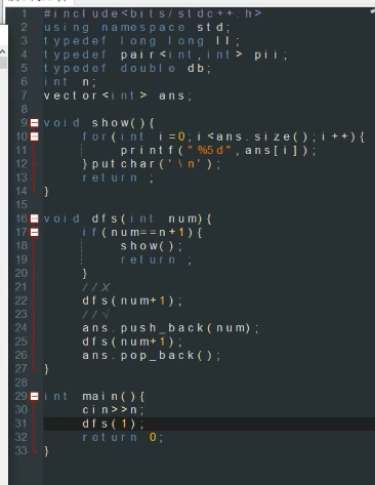 1 #include<bits/stdc++.h>
2 using namespace std;
3 typedef long long ll;
4 typedef pair<int,int> pii;
5 typedef double db;
6 int n;
7 vector<int> ans;
8
9 void show(){
10 for(int i=0;i<ans.size();i++){
11 printf("%5d",ans[i]);
12 }putchar('\n');
13 return ;
14 }
15
16 void dfs(int num){
17 if(num==n+1){
18 show();
19 return ;
20 }
21 //X
22 dfs(num+1);
23 //√
24 ans.push_back(num);
25 dfs(num+1);
26 ans.pop_back();
27 }
28
29 int main(){
30 cin>>n;
31 dfs(1);
32 return 0;
33 }